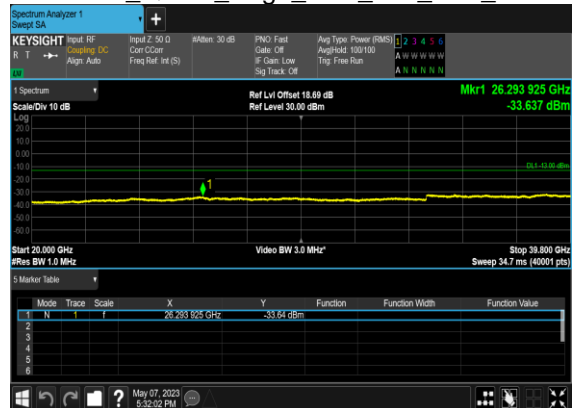 Spectrum Analyzer 1
Swept SA
+
KEYSIGHT Input: RF Input Z: 50 Ω #Atten: 30 dB PNO: Fast Avg Type: Power (RMS) 1 2 3 4 5 6
R T Coupling: DC Corr CCorr Gate: Off Avg|Hold: 100/100 A W W W W W
Align: Auto Freq Ref: Int (S) IF Gain: Low Trig: Free Run
Sig Track: Off A N N N N N
1 Spectrum Ref Lvl Offset 18.69 dB Mkr1 26.293 925 GHz
Scale/Div 10 dB Ref Level 30.00 dBm -33.637 dBm
Log
20.0
10.0
0.00
-10.0
DL1 -13.00 dBm
-20.0
1
-30.0
-40.0
-50.0
-60.0
Start 20.000 GHz Video BW 3.0 MHz* Stop 39.800 GHz
#Res BW 1.0 MHz Sweep 34.7 ms (40001 pts)
5 Marker Table
Mode Trace Scale X Y Function Function Width Function Value
1 N 1 f 26.293 925 GHz -33.64 dBm
2
3
4
5
6
? May 07, 2023
5:32:02 PM